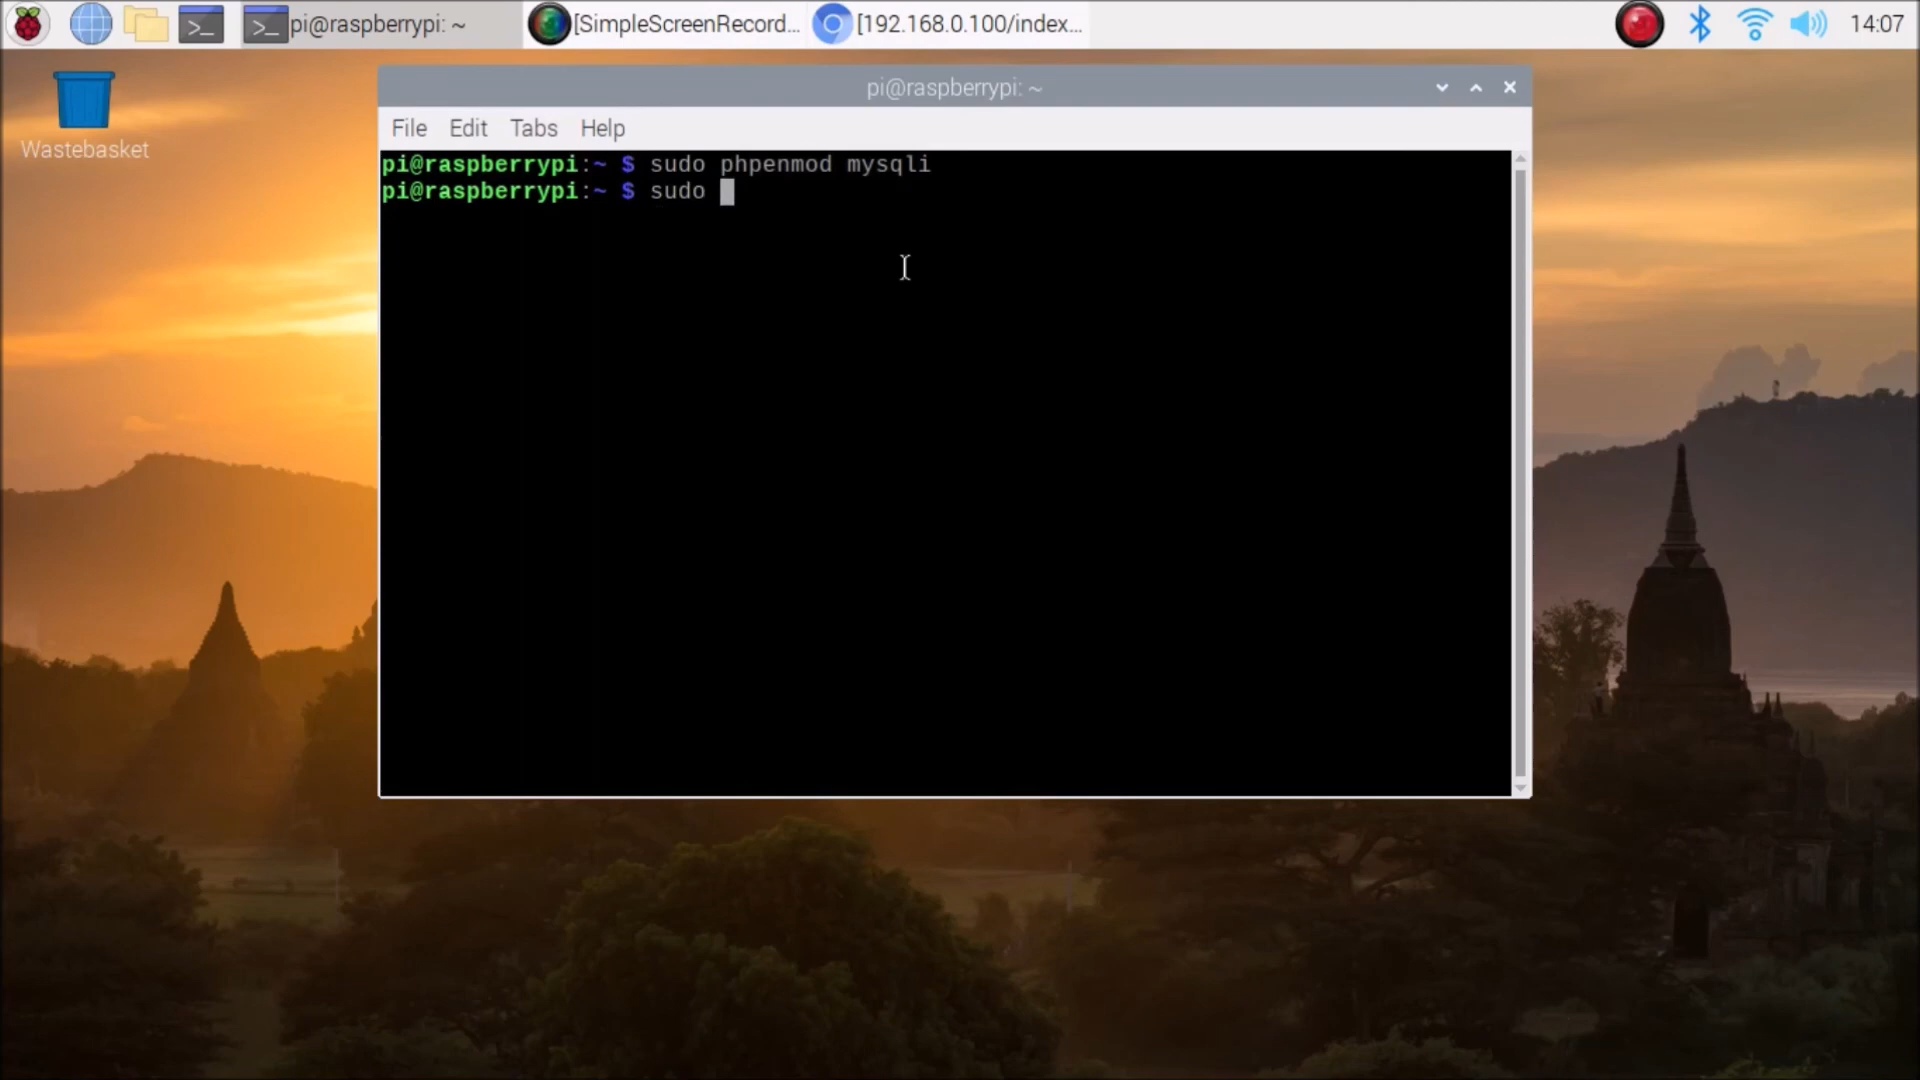 pi@raspberrypi: ~
[SimpleScreenRecord...
[192.168.0.100/index...
14:07
Wastebasket
pi@raspberrypi: ~
File Edit Tabs Help
pi@raspberrypi:~ $ sudo phpenmod mysqli
pi@raspberrypi:~ $ sudo